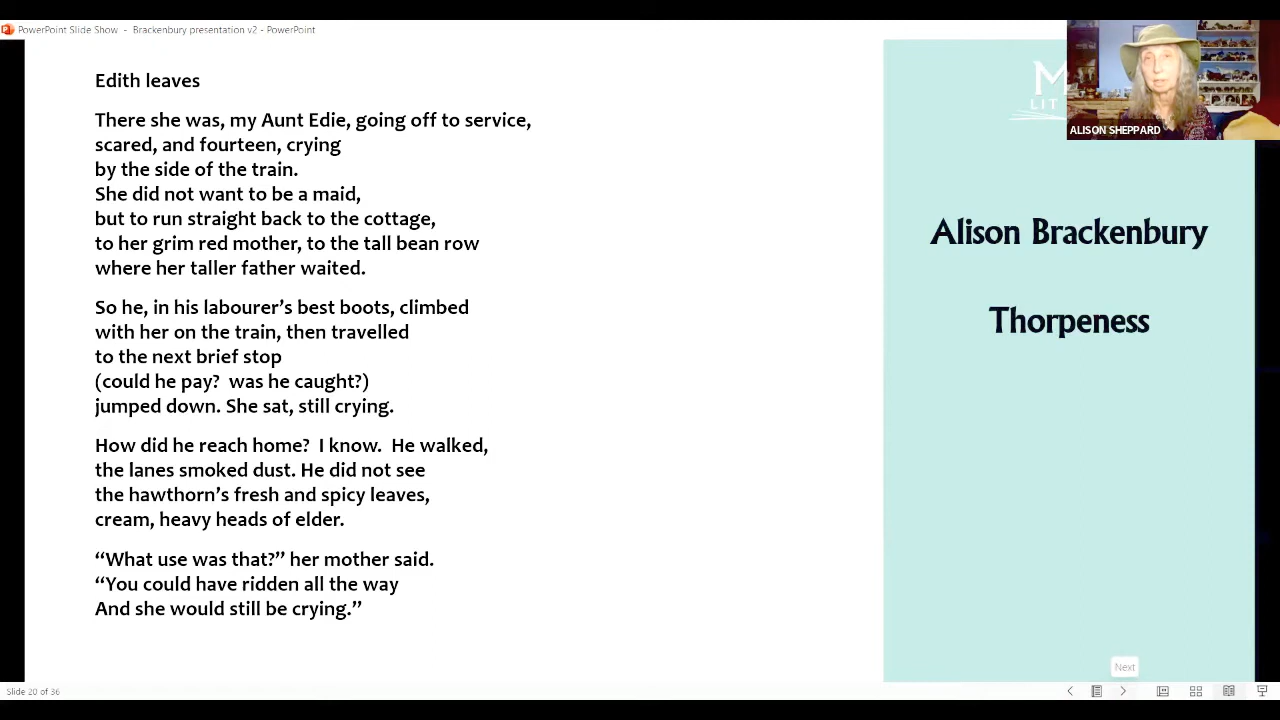 PowerPoint Slide Show - Brackenbury presentation v2 - PowerPoint
Edith leaves
There she was, my Aunt Edie, going off to service,
scared, and fourteen, crying
by the side of the train.
She did not want to be a maid,
but to run straight back to the cottage,
to her grim red mother, to the tall bean row
where her taller father waited.
So he, in his labourer’s best boots, climbed
with her on the train, then travelled
to the next brief stop
(could he pay?  was he caught?)
jumped down. She sat, still crying.
How did he reach home?  I know.  He walked,
the lanes smoked dust. He did not see
the hawthorn’s fresh and spicy leaves,
cream, heavy heads of elder.
“What use was that?” her mother said.
“You could have ridden all the way
And she would still be crying.”
M
LIT
ALISON SHEPPARD
Alison Brackenbury
Thorpeness
Next
Slide 20 of 36